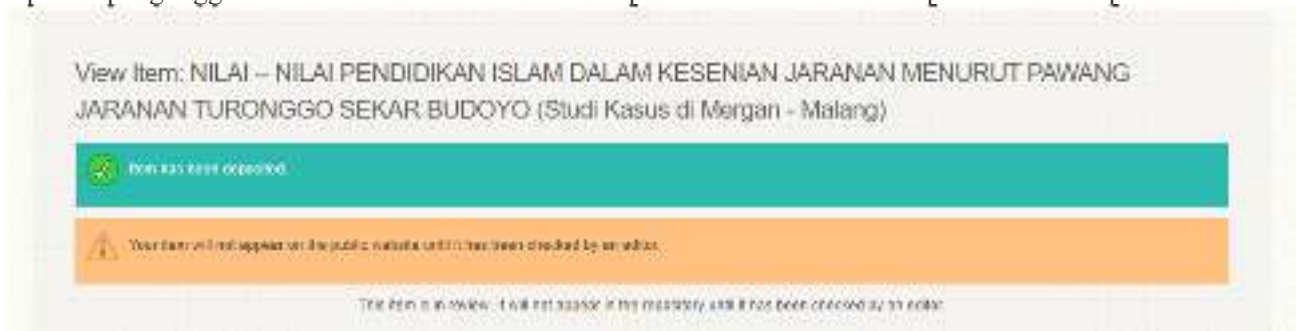 View Item: NILAI – NILAI PENDIDIKAN ISLAM DALAM KESENIAN JARANAN MENURUT PAWANG
JARANAN TURONGGO SEKAR BUDOYO (Studi Kasus di Mergan - Malang)
Item has been deposited.
Your item will not appear on the public website until it has been checked by an editor.
This item is in review. It will not appear in the repository until it has been checked by an editor.